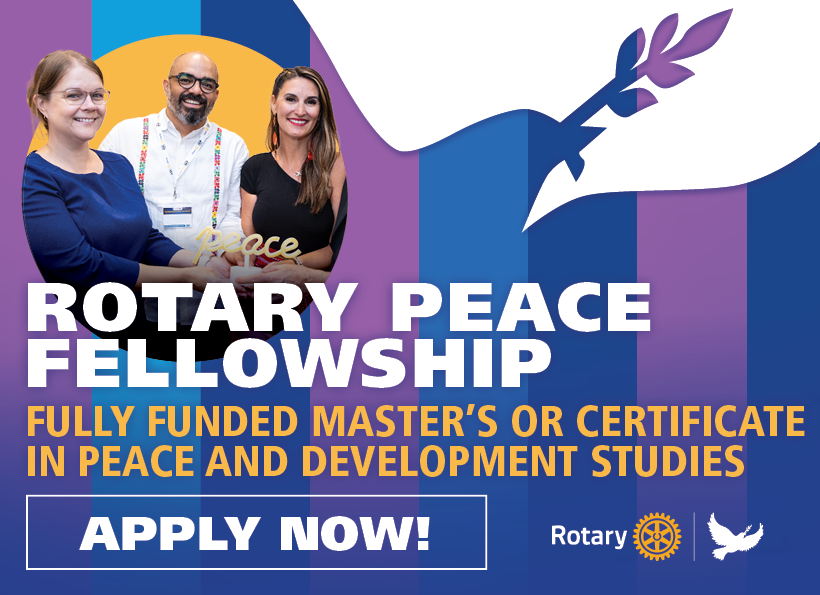 peace
ROTARY PEACE
FELLOWSHIP
FULLY FUNDED MASTER'S OR CERTIFICATE
IN PEACE AND DEVELOPMENT STUDIES
APPLY NOW!
Rotary